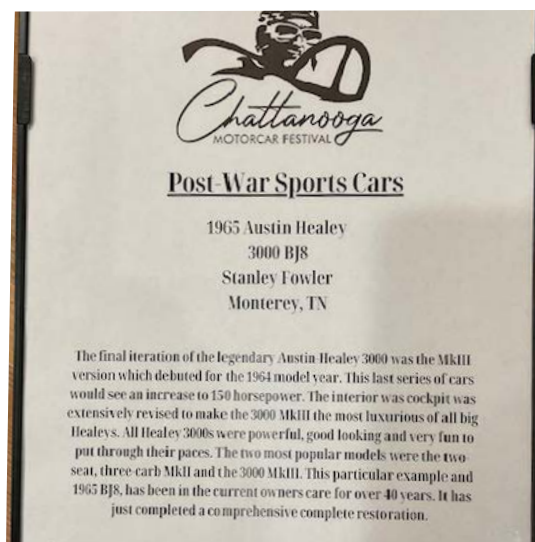 Chattanooga
MOTORCAR FESTIVAL
Post-War Sports Cars
1965 Austin Healey
3000 BJ8
Stanley Fowler
Monterey, TN
The final iteration of the legendary Austin-Healey 3000 was the MkIII
version which debuted for the 1964 model year. This last series of cars
would see an increase to 150 horsepower. The interior was cockpit was
extensively revised to make the 3000 MkIII the most luxurious of all big
Healeys. All Healey 3000s were powerful, good looking and very fun to
put through their paces. The two most popular models were the two-
seat, three-carb MkII and the 3000 MkIII. This particular example and
1965 BJ8, has been in the current owners care for over 40 years. It has
just completed a comprehensive complete restoration.